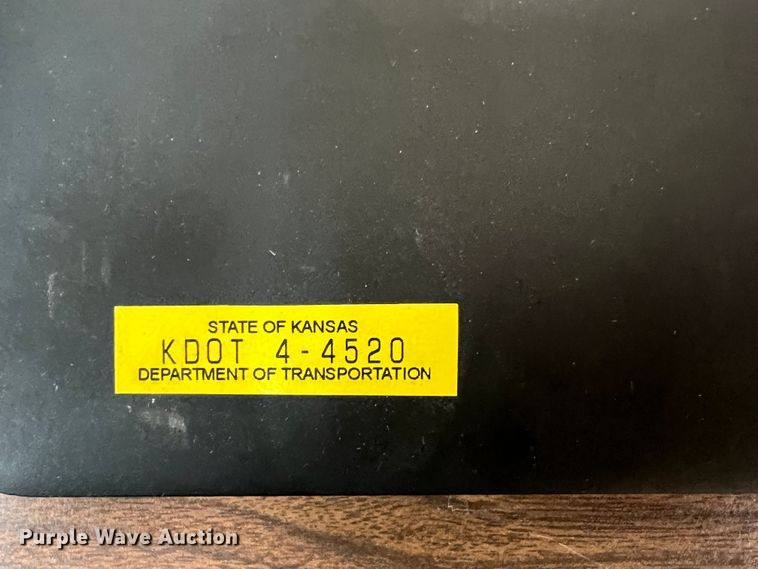 STATE OF KANSAS
KDOT 4-4520
DEPARTMENT OF TRANSPORTATION
Purple Wave Auction